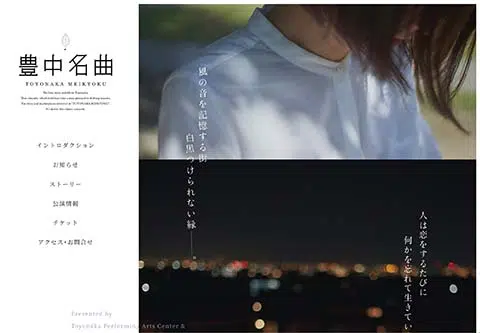 豊中名曲
TOYONAKA MEIKYOKU
イントロダクション
お知らせ
ストーリー
公演情報
チケット
アクセス・お問合せ
風の音を記憶する街
白黒つけられない縁
人は恋をするたびに
何かを忘れて生きてい
Presented by
Toyonaka Performing Arts Center &